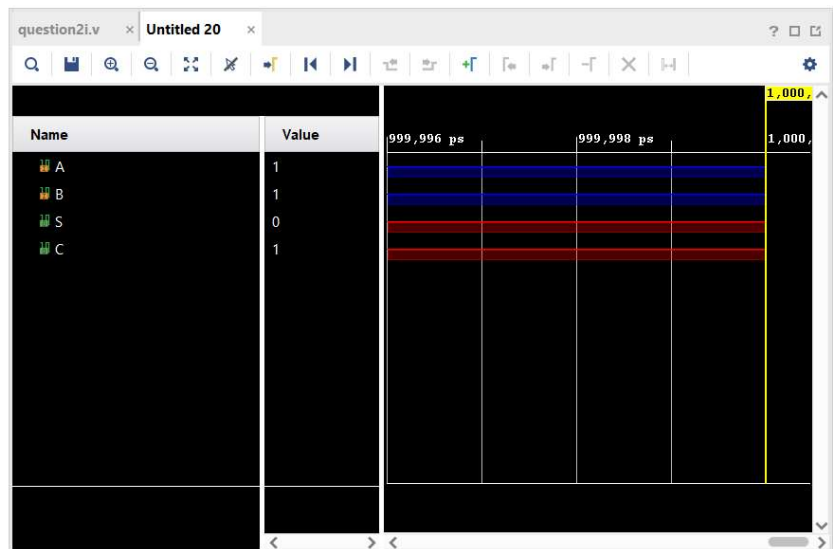 question2i.v × Untitled 20 ×
? 
1,000,
Name Value 999,996 ps 999,998 ps 1,000,
A 1
B 1
S 0
C 1